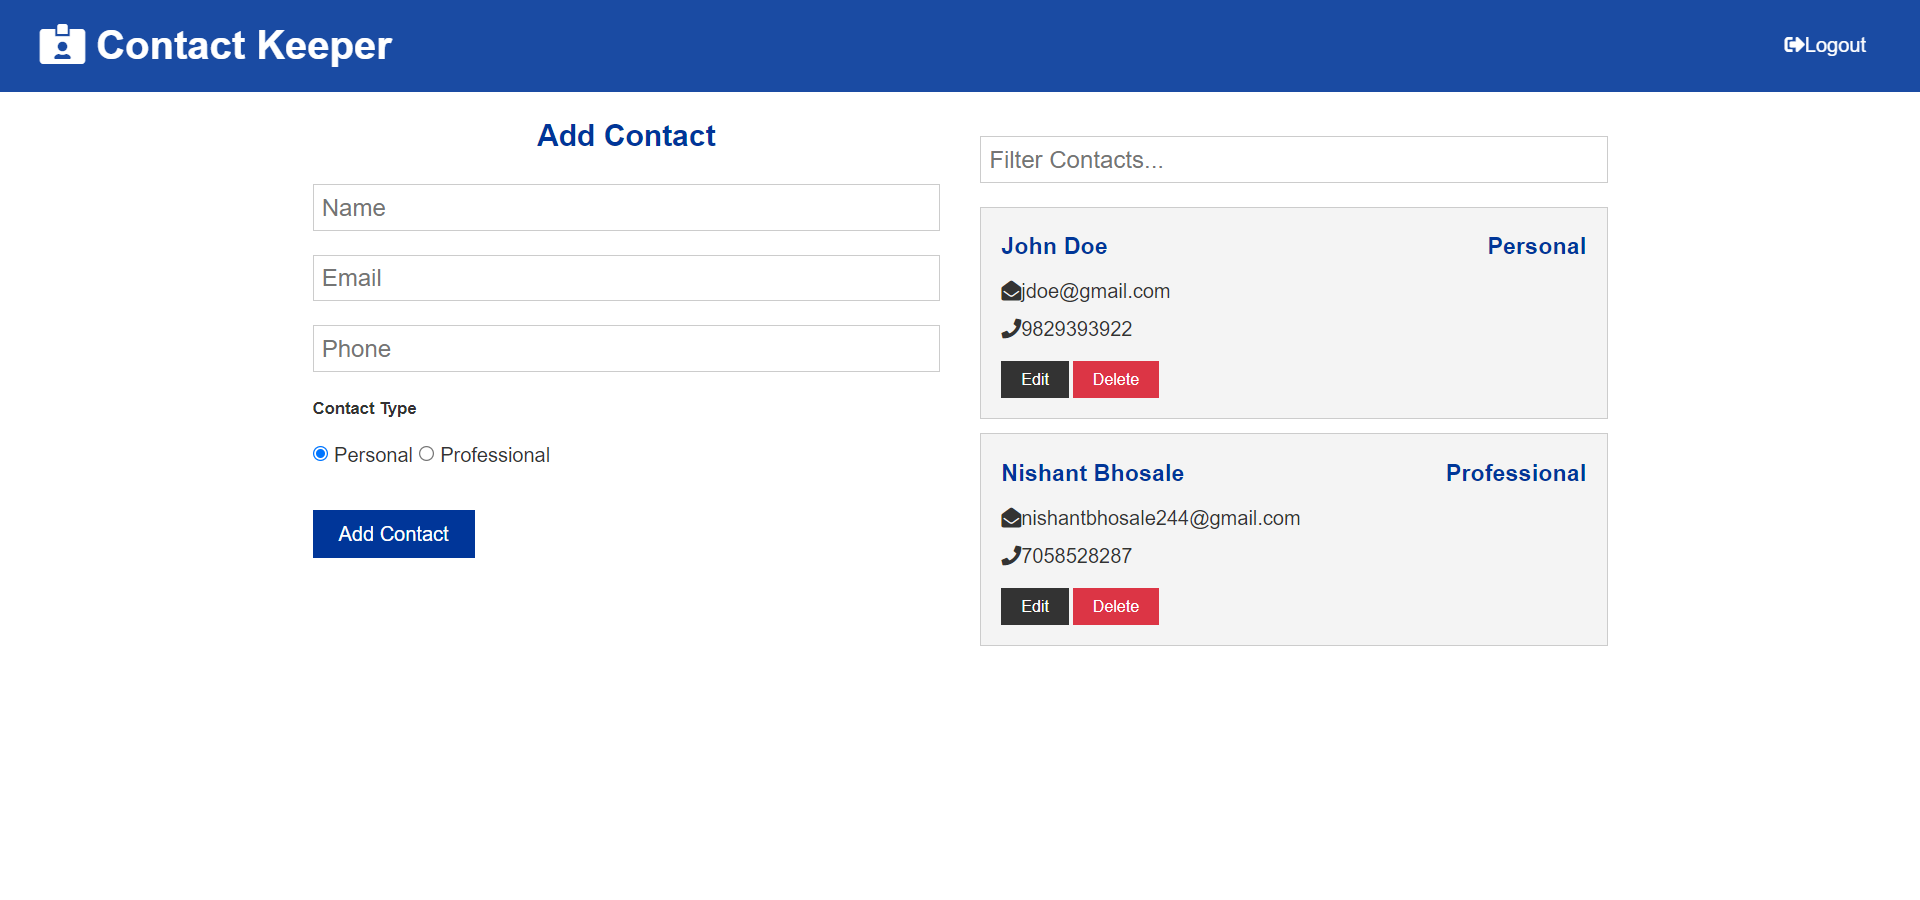 Contact Keeper
Logout
Add Contact
Name
Email
Phone
Contact Type
Personal Professional
Add Contact
Filter Contacts...
John Doe Personal
jdoe@gmail.com
9829393922
Edit Delete
Nishant Bhosale Professional
nishantbhosale244@gmail.com
7058528287
Edit Delete